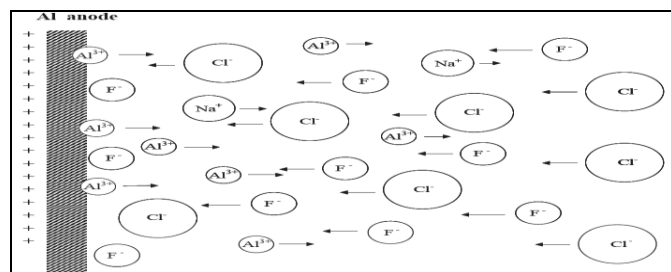 Al anode
+ Al³⁺ Cl⁻ Al³⁺ Na⁺ F⁻
+ F⁻ F⁻ Cl⁻
+ Na⁺ Cl⁻ Cl⁻
+ Al³⁺ Al³⁺ Al³⁺ F⁻
+ F⁻ F⁻ Cl⁻
+ Al³⁺ Al³⁺ Cl⁻
+ Cl⁻ F⁻ F⁻
+ F⁻ Al³⁺ F⁻ Cl⁻